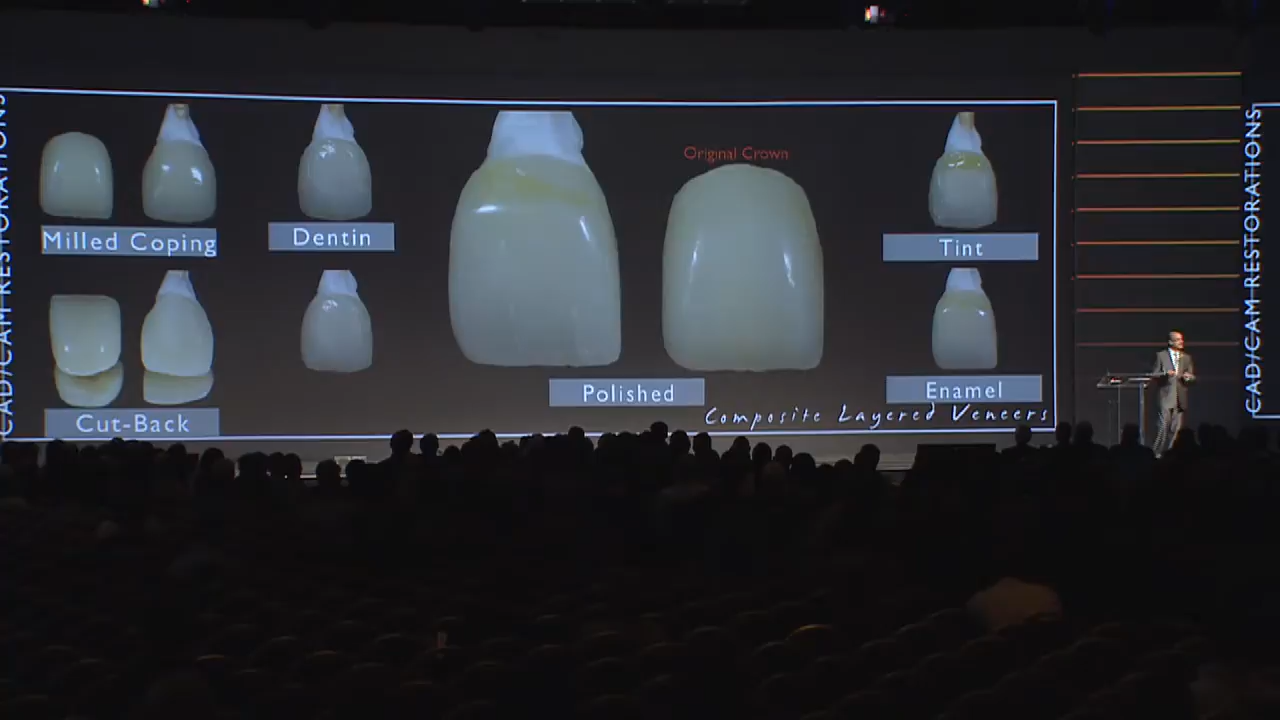 CAD/CAM RESTORATIONS
Milled Coping
Dentin
Cut-Back
Original Crown
Polished
Composite Layered Veneers
Tint
Enamel
CAD/CAM RESTORATIONS